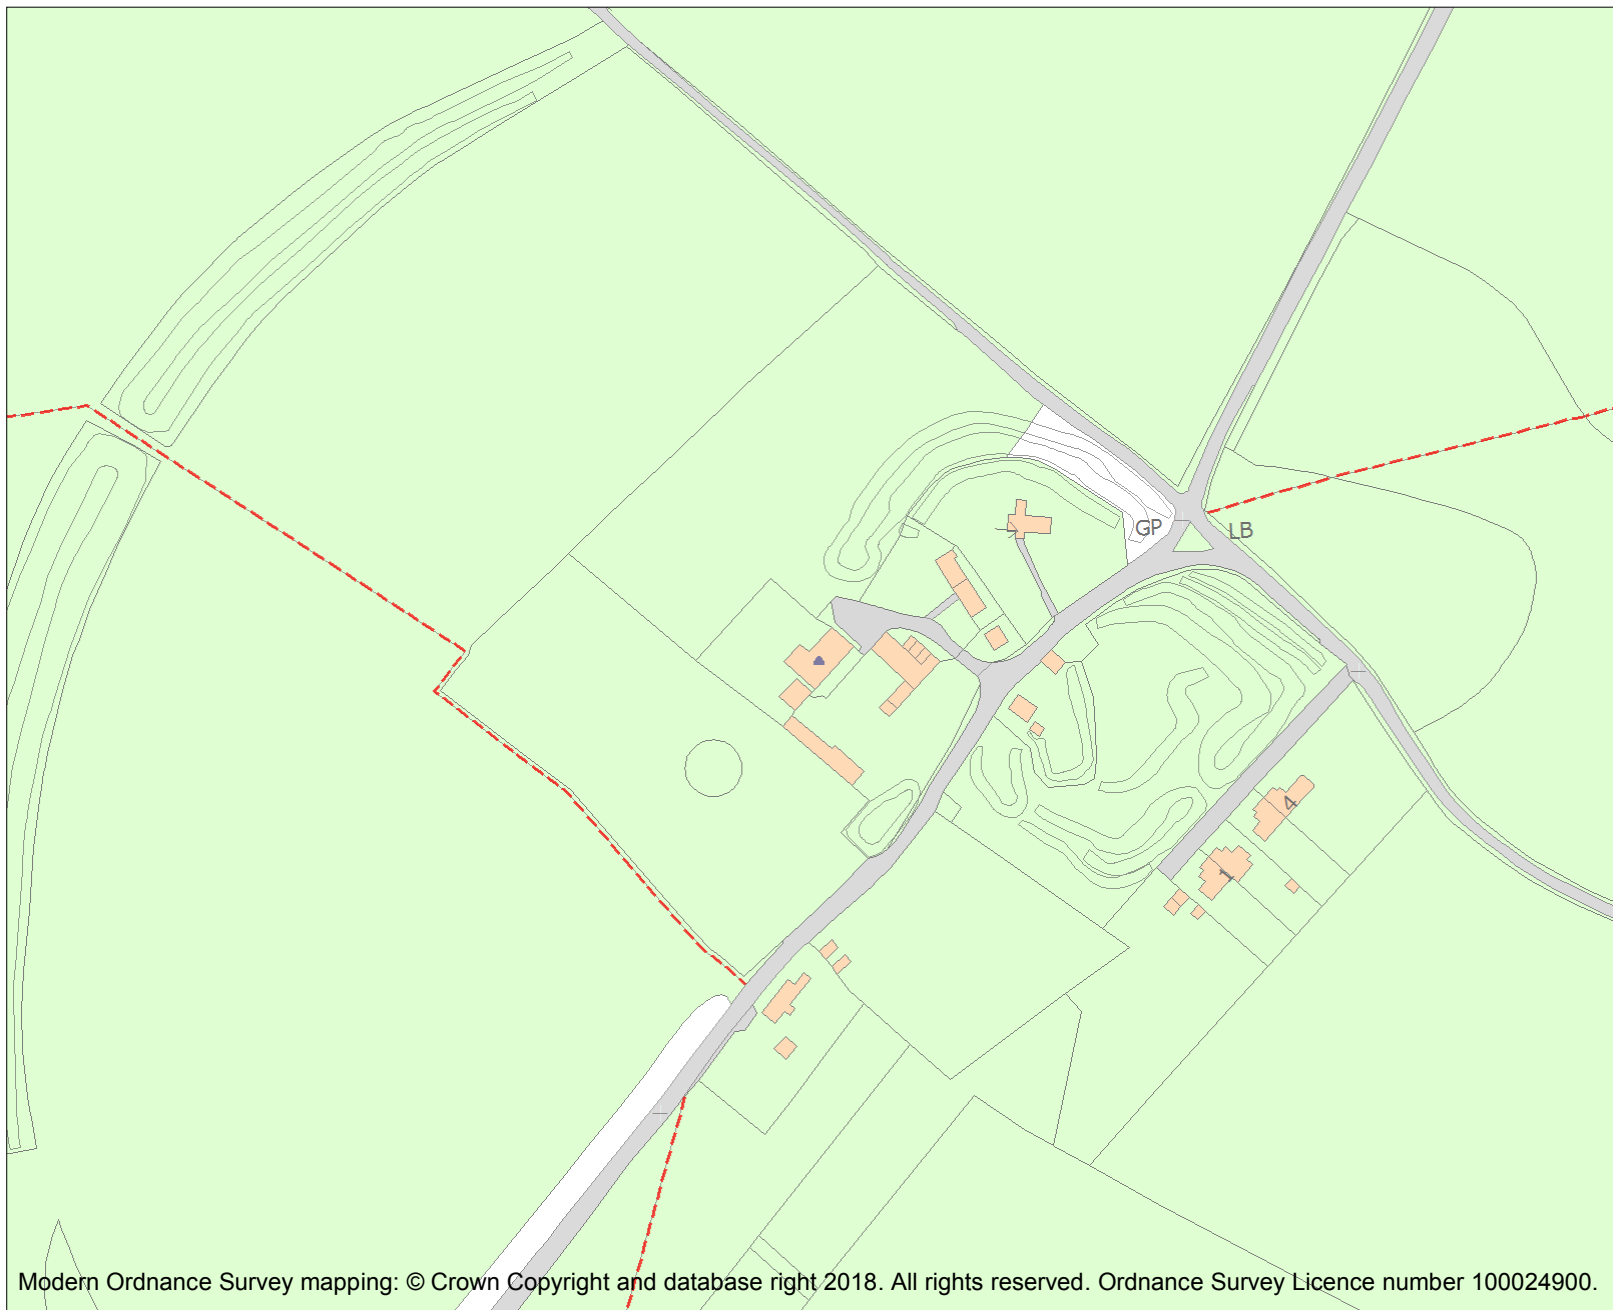 GP
LB
4
1
Modern Ordnance Survey mapping: © Crown Copyright and database right 2018. All rights reserved. Ordnance Survey Licence number 100024900.